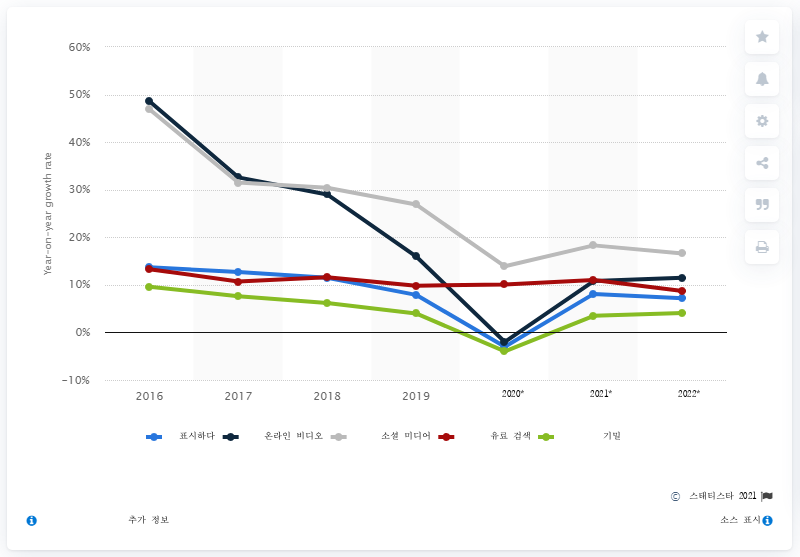 60%
50%
40%
30%
20%
10%
0%
-10%
Year-on-year growth rate
2016 2017 2018 2019 2020* 2021* 2022*
표시하다 온라인 비디오 소셜 미디어 유료 검색 기밀
© 스태티스타 2021
추가 정보 소스 표시